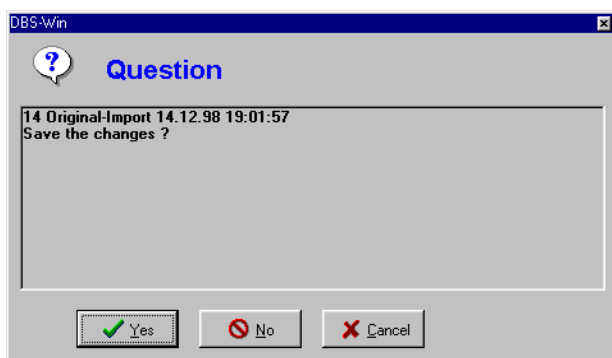 DBS-Win
Question
14 Original-Import 14.12.98 19:01:57
Save the changes ?
Yes No Cancel